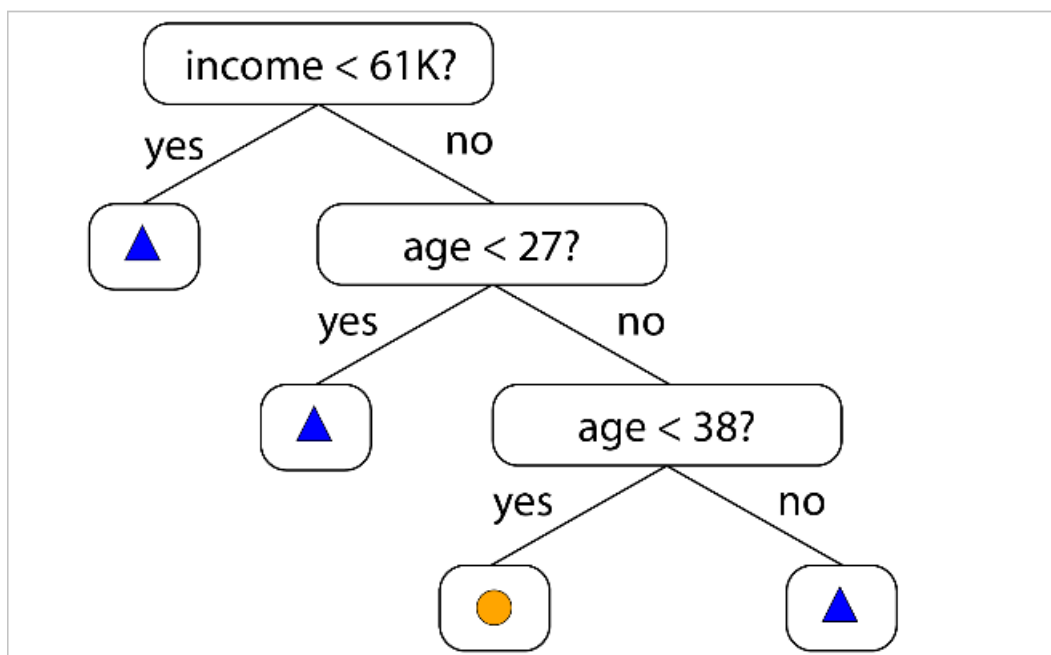 income < 61K?
yes
no
age < 27?
yes
no
age < 38?
yes
no